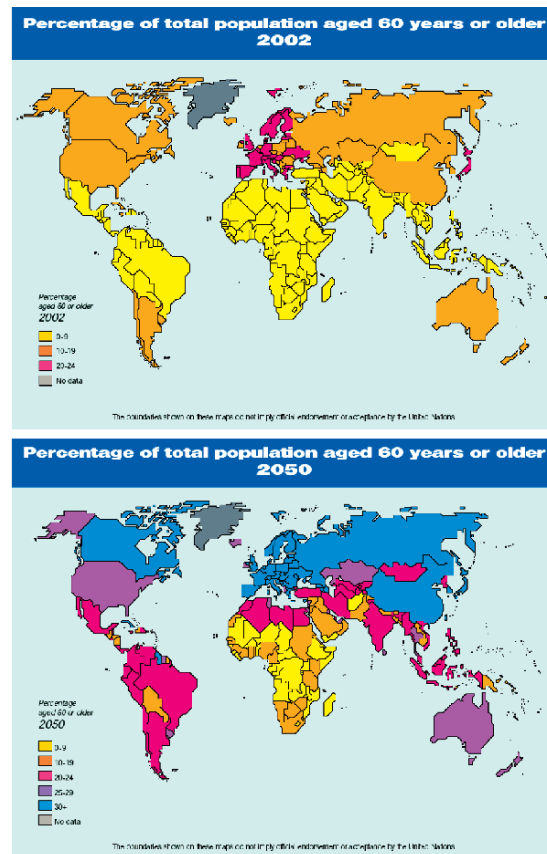 Percentage of total population aged 60 years or older
2002
Percentage
aged 60 or older
2002
0-9
10-19
20-24
No data
The boundaries shown on these maps do not imply official endorsement or acceptance by the United Nations
Percentage of total population aged 60 years or older
2050
Percentage
aged 60 or older
2050
0-9
10-19
20-24
25-29
30+
No data
The boundaries shown on these maps do not imply official endorsement or acceptance by the United Nations